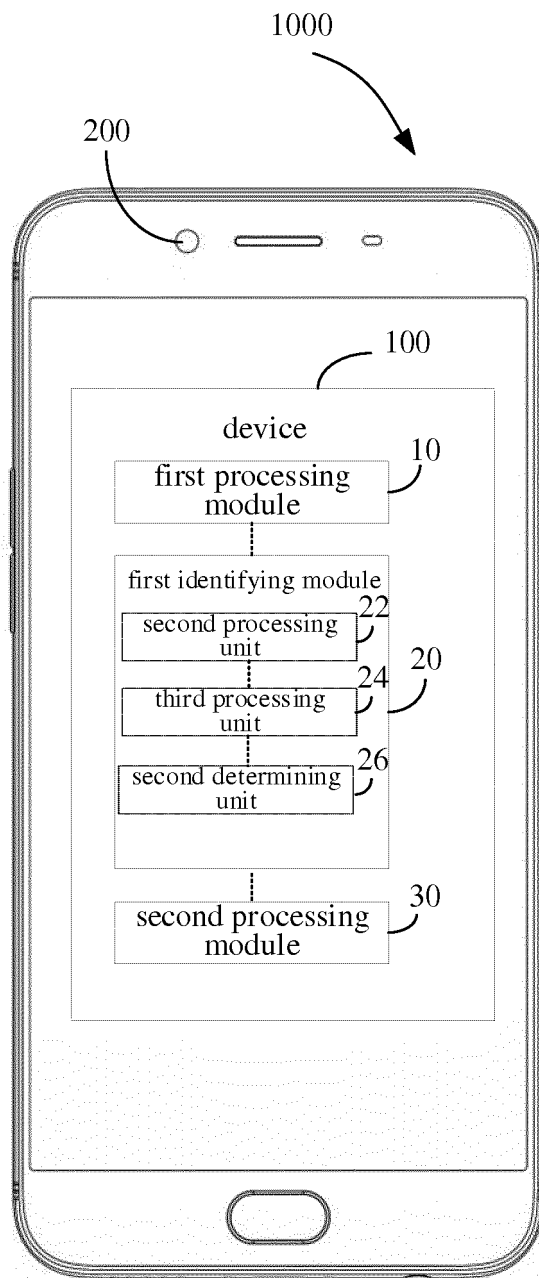 1000
200
100
device
10
first processing
module
first identifying module
22
second processing
unit
20
24
third processing
unit
26
second determining
unit
30
second processing
module